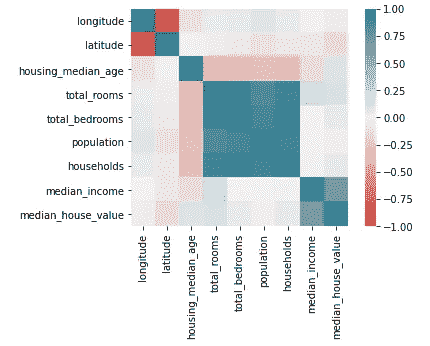 longitude
latitude
housing_median_age
total_rooms
total_bedrooms
population
households
median_income
median_house_value
1.00
0.75
0.50
0.25
0.00
−0.25
−0.50
−0.75
−1.00
longitude
latitude
housing_median_age
total_rooms
total_bedrooms
population
households
median_income
median_house_value